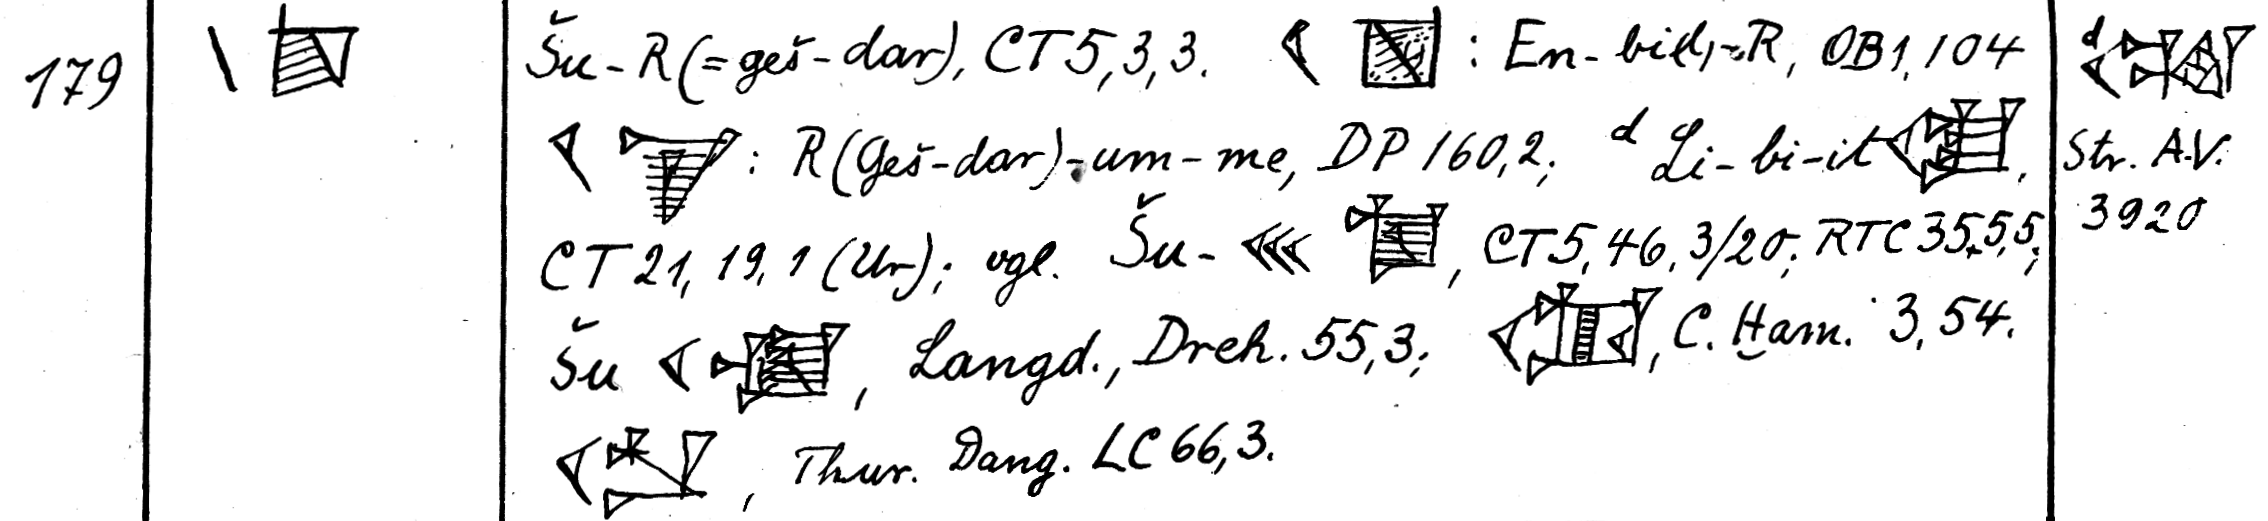 179
Šu-R(=geš-dar), CT 5, 3, 3. : En-bid,-R, OB 1, 104
: R(Geš-dar)-um-me, DP 160, 2; d Li-bi-it
CT 21, 19, 1 (Ur); vgl. Šu- , CT 5, 46, 3/20; RTC 35, 5, 5;
Šu , Langd., Dreh. 55, 3; , C. Ḫam. 3, 54.
, Thur. Dang. LC 66, 3.
d
Str. A.V.
3920